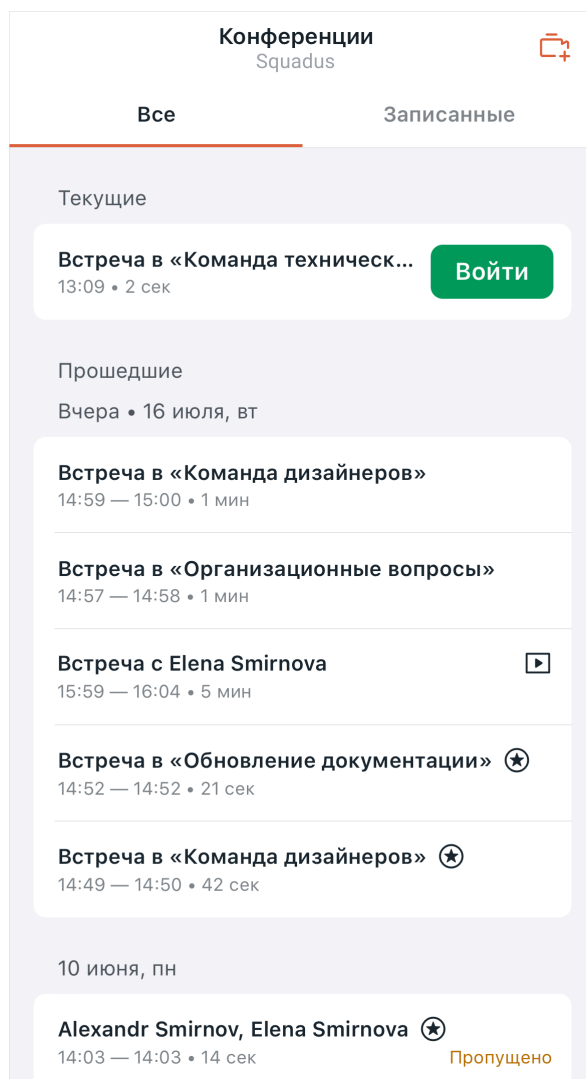 Конференции
Squadus
Все
Записанные
Текущие
Встреча в «Команда техническ...
Войти
13:09 • 2 сек
Прошедшие
Вчера • 16 июля, вт
Встреча в «Команда дизайнеров»
14:59 — 15:00 • 1 мин
Встреча в «Организационные вопросы»
14:57 — 14:58 • 1 мин
Встреча с Elena Smirnova
15:59 — 16:04 • 5 мин
Встреча в «Обновление документации»
14:52 — 14:52 • 21 сек
Встреча в «Команда дизайнеров»
14:49 — 14:50 • 42 сек
10 июня, пн
Alexandr Smirnov, Elena Smirnova
14:03 — 14:03 • 14 сек Пропущено